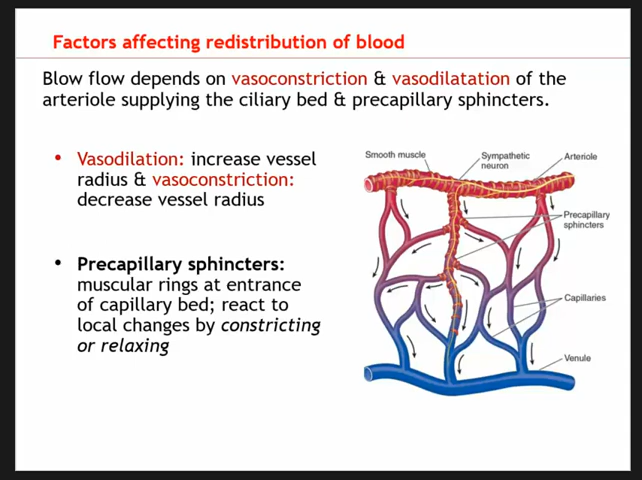 Factors affecting redistribution of blood
Blow flow depends on vasoconstriction & vasodilatation of the
arteriole supplying the ciliary bed & precapillary sphincters.
• Vasodilation: increase vessel
radius & vasoconstriction:
decrease vessel radius
• Precapillary sphincters:
muscular rings at entrance
of capillary bed; react to
local changes by constricting
or relaxing
Smooth muscle
Sympathetic
neuron
Arteriole
Precapillary
sphincters
Capillaries
Venule